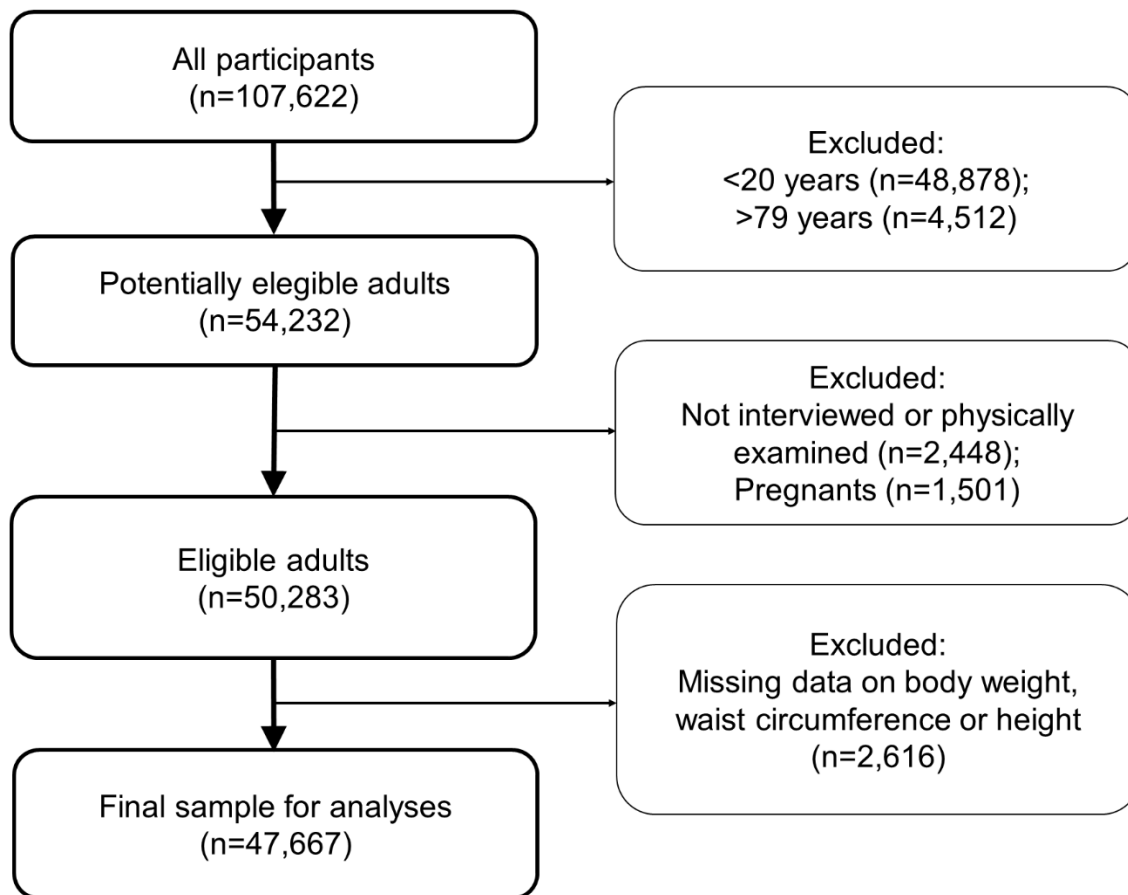 All participants
(n=107,622)
Excluded:
<20 years (n=48,878);
>79 years (n=4,512)
Potentially elegible adults
(n=54,232)
Excluded:
Not interviewed or physically
examined (n=2,448);
Pregnants (n=1,501)
Eligible adults
(n=50,283)
Excluded:
Missing data on body weight,
waist circumference or height
(n=2,616)
Final sample for analyses
(n=47,667)